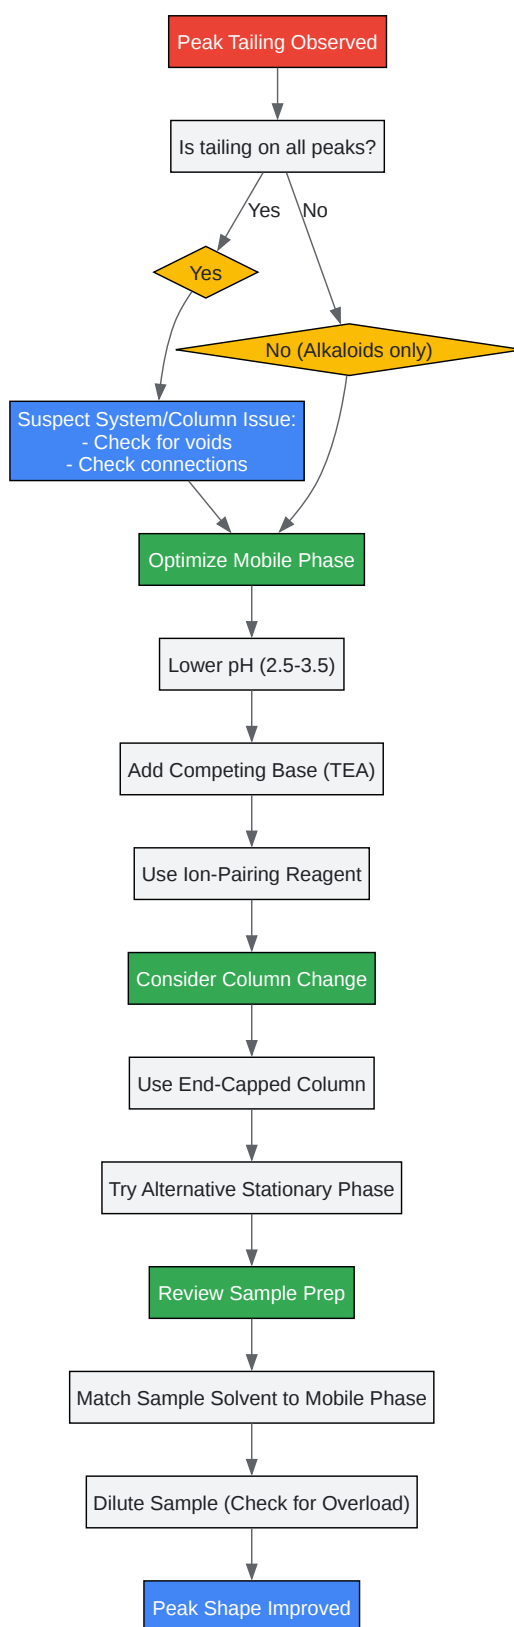 Peak Tailing Observed
Is tailing on all peaks?
Yes
No
Yes
No (Alkaloids only)
Suspect System/Column Issue:
- Check for voids
- Check connections
Optimize Mobile Phase
Lower pH (2.5-3.5)
Add Competing Base (TEA)
Use Ion-Pairing Reagent
Consider Column Change
Use End-Capped Column
Try Alternative Stationary Phase
Review Sample Prep
Match Sample Solvent to Mobile Phase
Dilute Sample (Check for Overload)
Peak Shape Improved